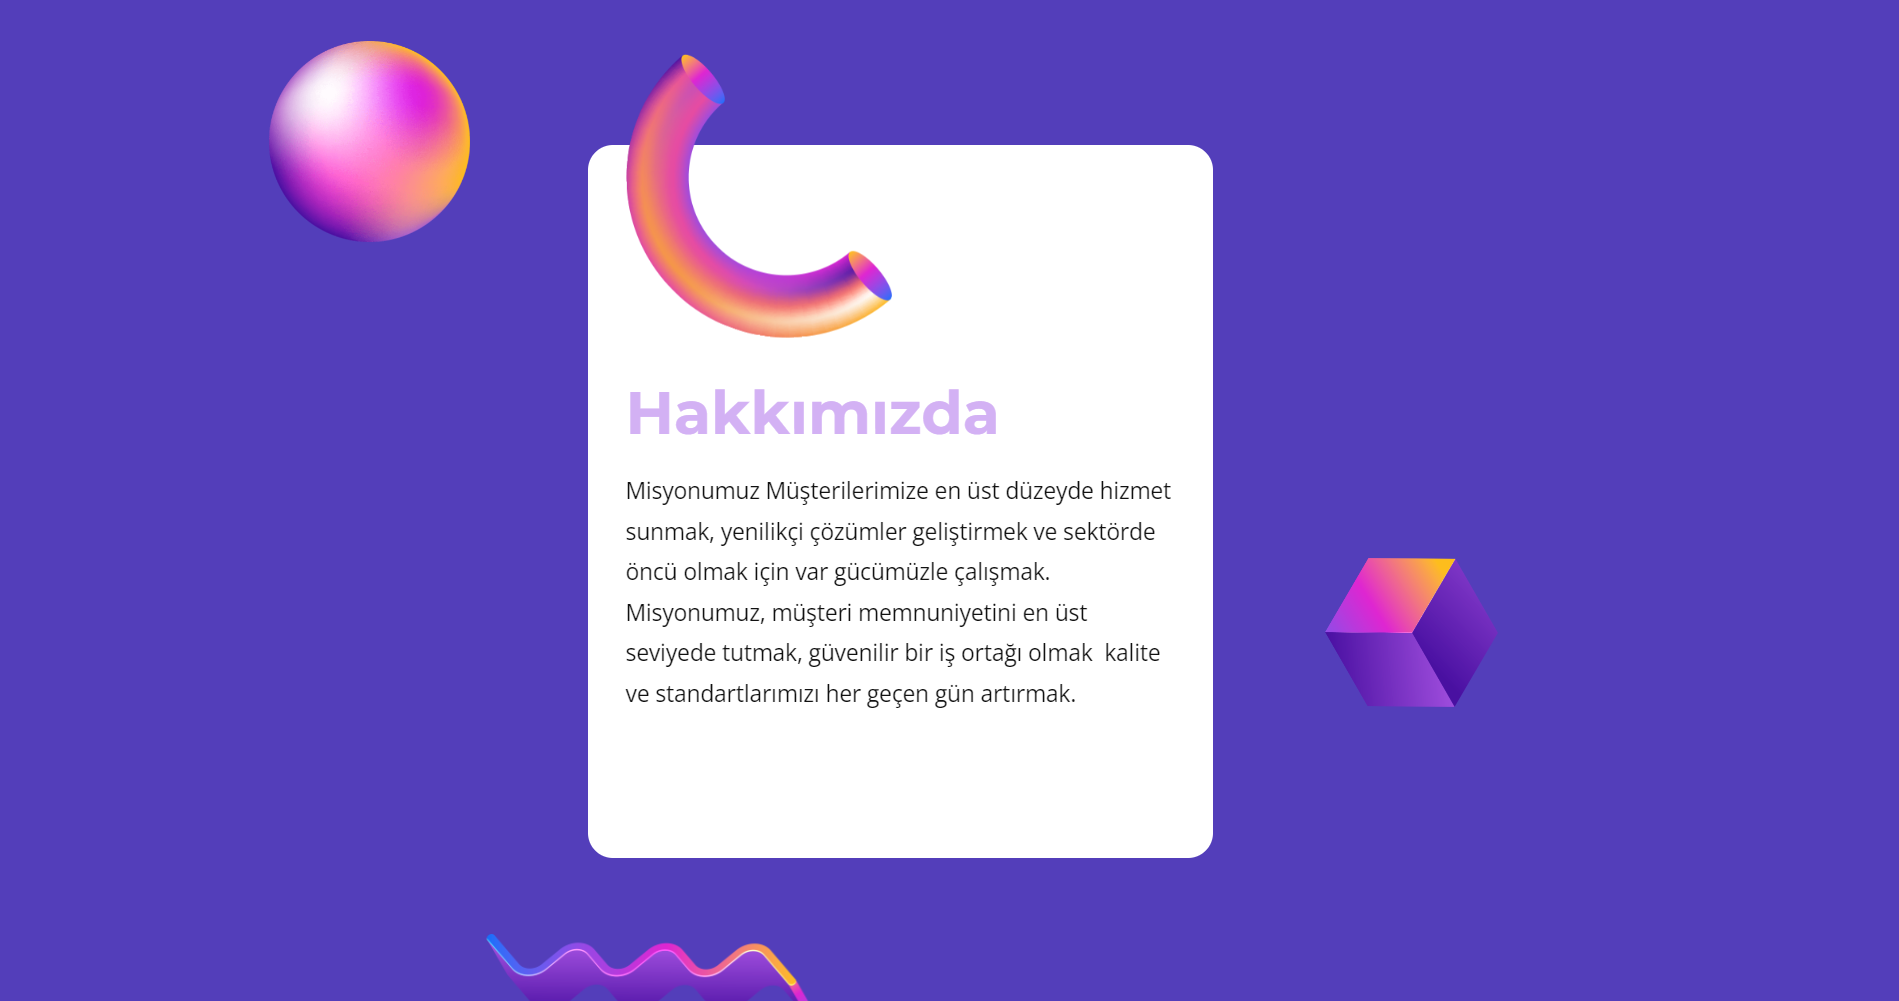 Hakkımızda
Misyonumuz Müşterilerimize en üst düzeyde hizmet
sunmak, yenilikçi çözümler geliştirmek ve sektörde
öncü olmak için var gücümüzle çalışmak.
Misyonumuz, müşteri memnuniyetini en üst
seviyede tutmak, güvenilir bir iş ortağı olmak  kalite
ve standartlarımızı her geçen gün artırmak.